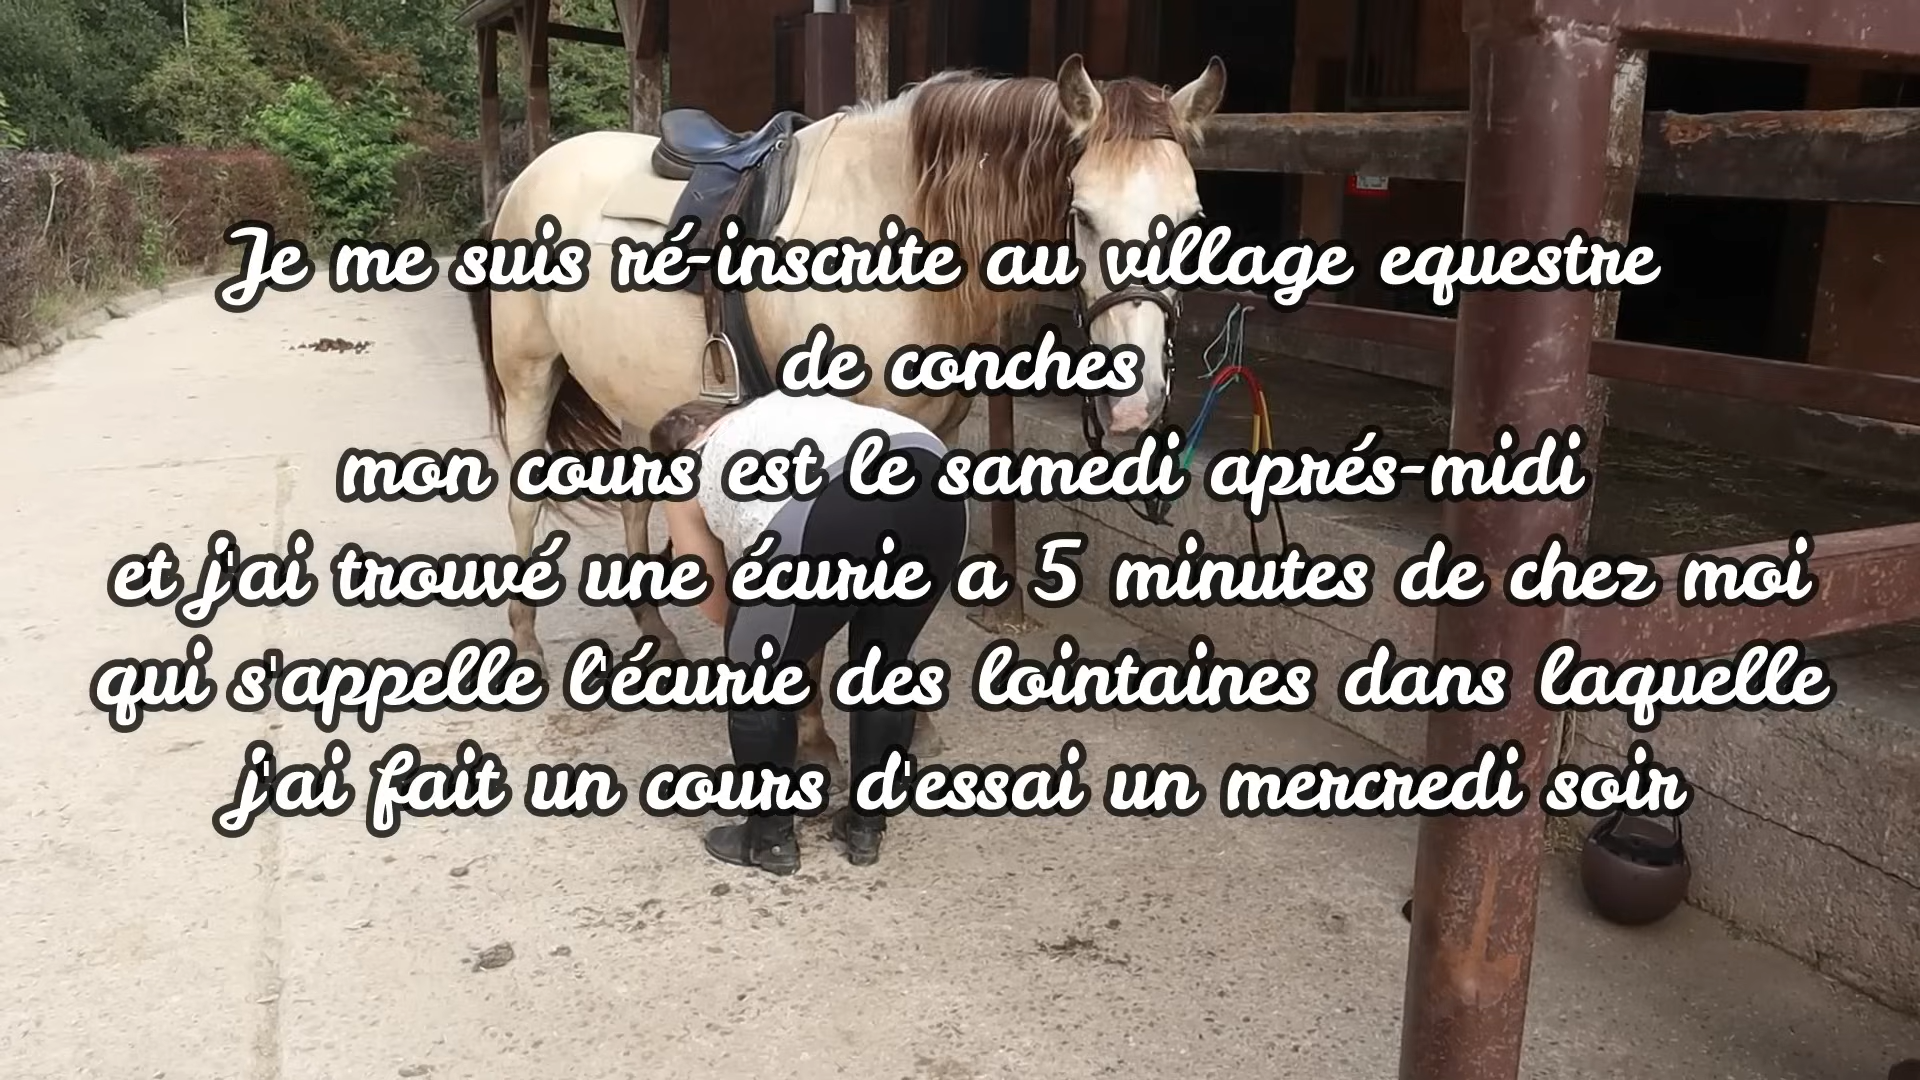 Je me suis ré-inscrite au village equestre
de conches
mon cours est le samedi aprés-midi
et j'ai trouvé une écurie a 5 minutes de chez moi
qui s'appelle l'écurie des lointaines dans laquelle
j'ai fait un cours d'essai un mercredi soir